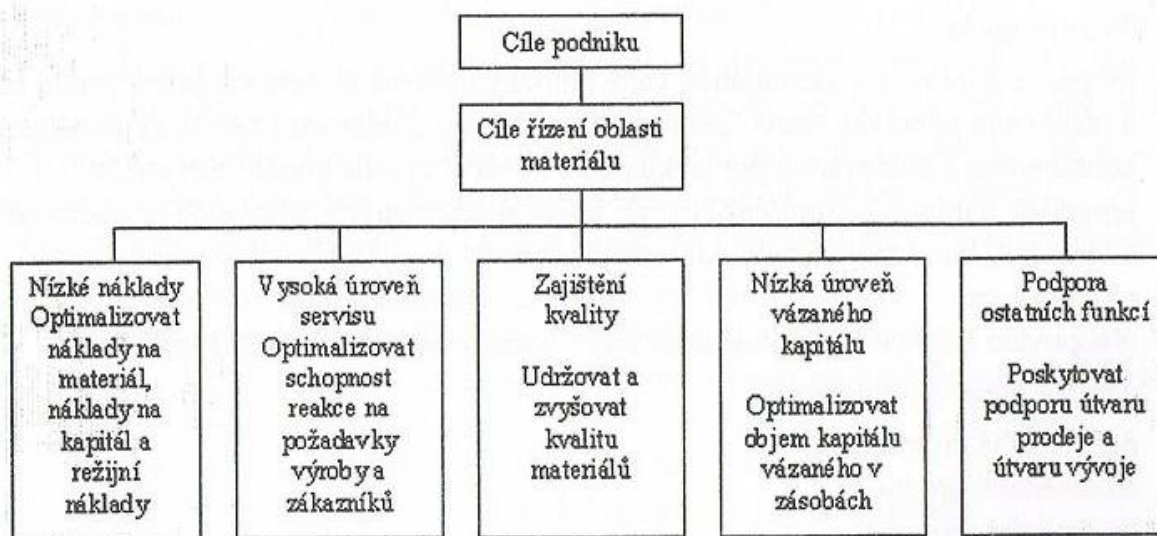 Cíle podniku
Cíle řízení oblasti
materiálu
Nízké náklady
Optimalizovat
náklady na
materiál,
náklady na
kapitál a
režijní
náklady
Vysoká úroveň
servisu
Optimalizovat
schopnost
reakce na
požadavky
výroby a
zákazníků
Zajištění
kvality
Udržovat a
zvyšovat
kvalitu
materiálů
Nízká úroveň
vázaného
kapitálu
Optimalizovat
objem kapitálu
vázaného v
zásobách
Podpora
ostatních funkcí
Poskytovat
podporu útvaru
prodeje a
útvaru vývoje